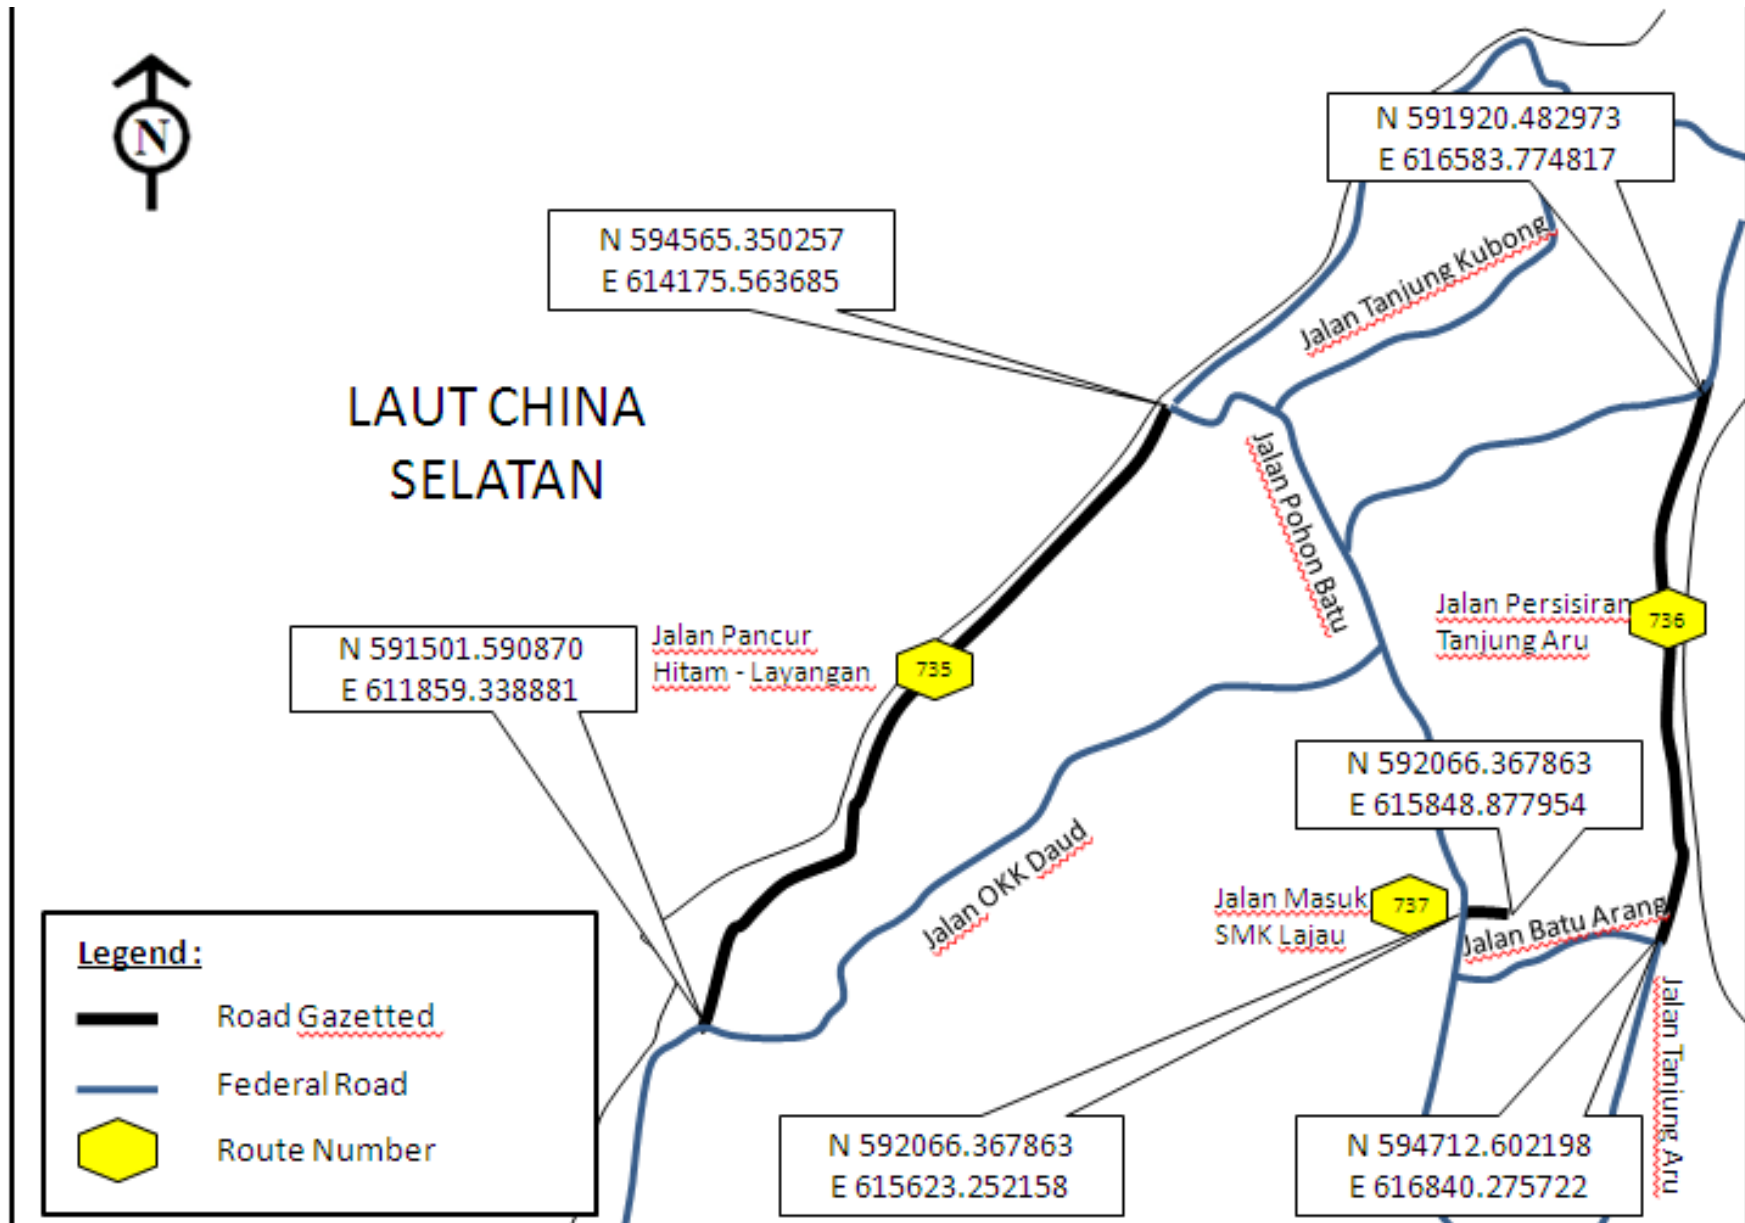 N
N 591920.482973
E 616583.774817
N 594565.350257
E 614175.563685
Jalan Tanjung Kubong
LAUT CHINA
SELATAN
Jalan Pohon Batu
Jalan Persisiran
Tanjung Aru
736
N 591501.590870
E 611859.338881
Jalan Pancur
Hitam - Layangan
735
N 592066.367863
E 615848.877954
Jalan OKK Daud
Jalan Masuk
SMK Lajau
737
Jalan Batu Arang
Jalan Tanjung Aru
Legend :
Road Gazetted
Federal Road
Route Number
N 592066.367863
E 615623.252158
N 594712.602198
E 616840.275722